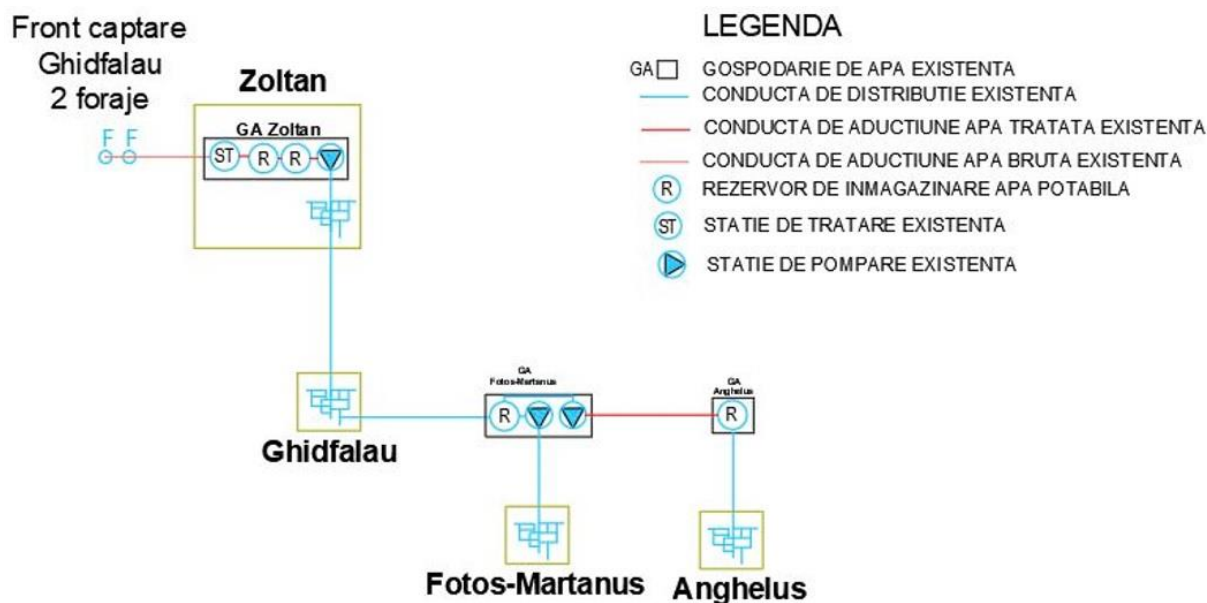 Front captare
Ghidfalau
2 foraje
F F
Zoltan
GA Zoltan
ST R R
Ghidfalau
GA
Fotos-Martanus
R
Fotos-Martanus
GA
Anghelus
R
Anghelus
LEGENDA
GA GOSPODARIE DE APA EXISTENTA
CONDUCTA DE DISTRIBUTIE EXISTENTA
CONDUCTA DE ADUCTIUNE APA TRATATA EXISTENTA
CONDUCTA DE ADUCTIUNE APA BRUTA EXISTENTA
R REZERVOR DE INMAGAZINARE APA POTABILA
ST STATIE DE TRATARE EXISTENTA
STATIE DE POMPARE EXISTENTA